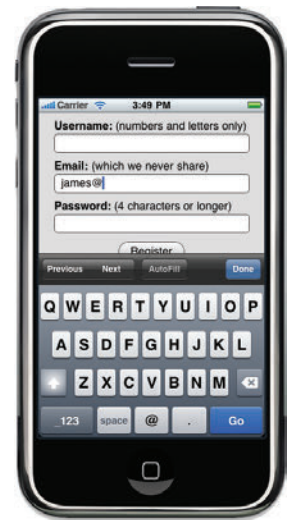 Carrier 3:49 PM
Username: (numbers and letters only)
Email: (which we never share)
james@
Password: (4 characters or longer)
Register
Previous Next AutoFill Done
Q W E R T Y U I O P
A S D F G H J K L
Z X C V B N M
.?123 space @ . Go